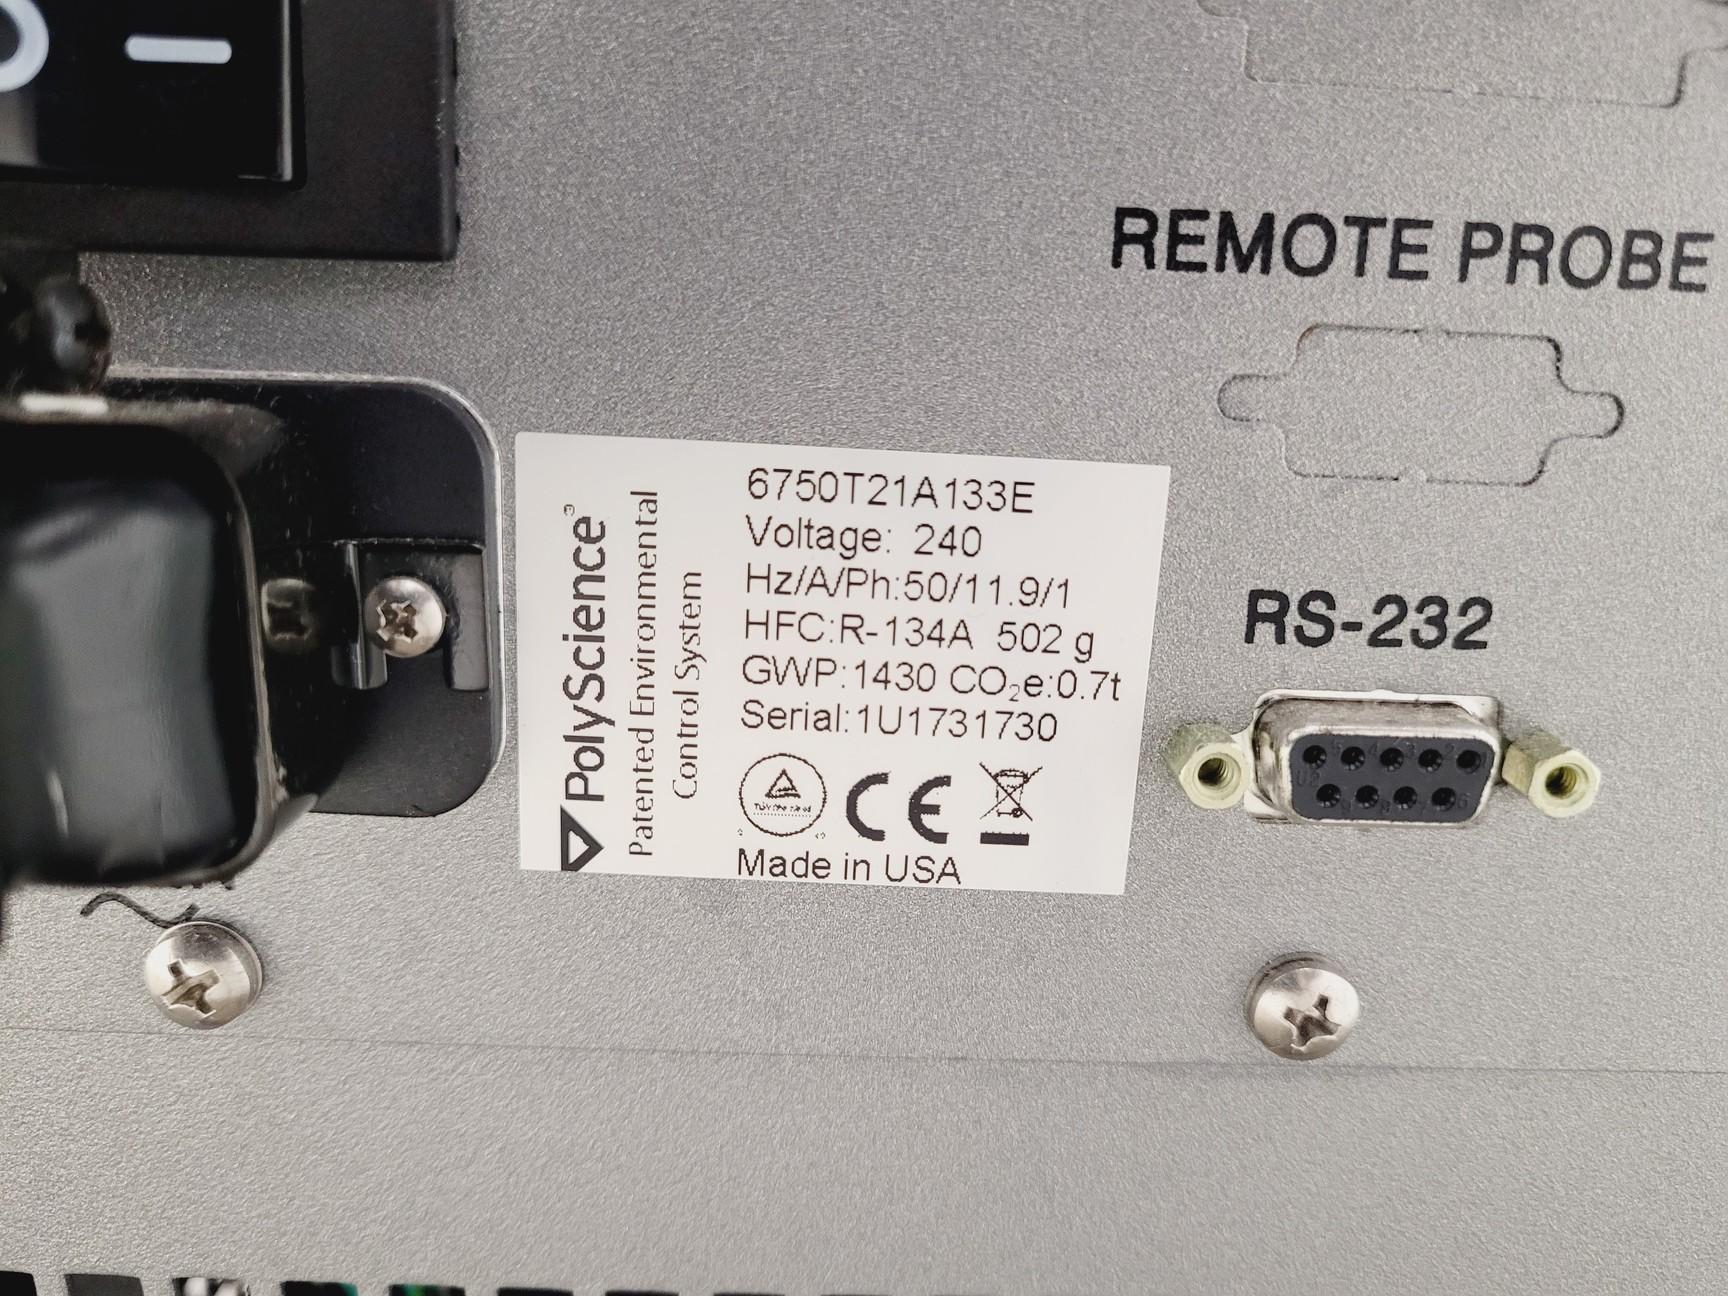 REMOTE PROBE
RS-232
PolyScience®
Patented Environmental
Control System
6750T21A133E
Voltage: 240
Hz/A/Ph:50/11.9/1
HFC:R-134A 502 g
GWP:1430 CO₂e:0.7t
Serial:1U1731730
CE
Made in USA